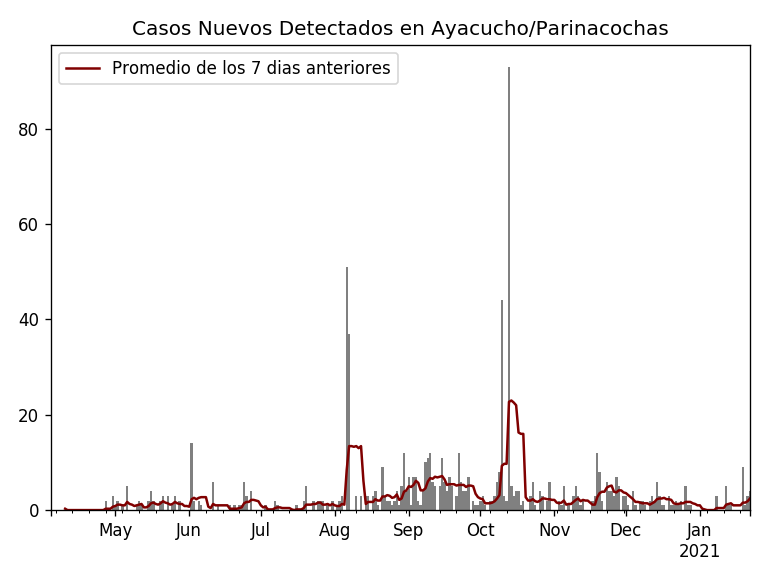 Casos Nuevos Detectados en Ayacucho/Parinacochas
Promedio de los 7 dias anteriores
80
60
40
20
0
May Jun Jul Aug Sep Oct Nov Dec Jan
2021